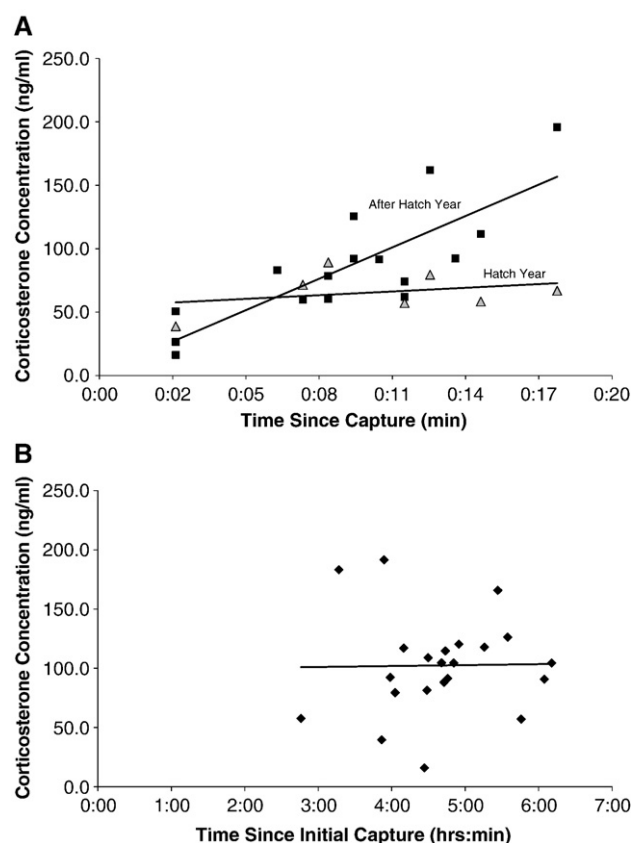 A
Corticosterone Concentration (ng/ml)
250.0
200.0
150.0
100.0
50.0
0.0
After Hatch Year
Hatch Year
0:00 0:02 0:05 0:08 0:11 0:14 0:17 0:20
Time Since Capture (min)
B
Corticosterone Concentration (ng/ml)
250.0
200.0
150.0
100.0
50.0
0.0
0:00 1:00 2:00 3:00 4:00 5:00 6:00 7:00
Time Since Initial Capture (hrs:min)